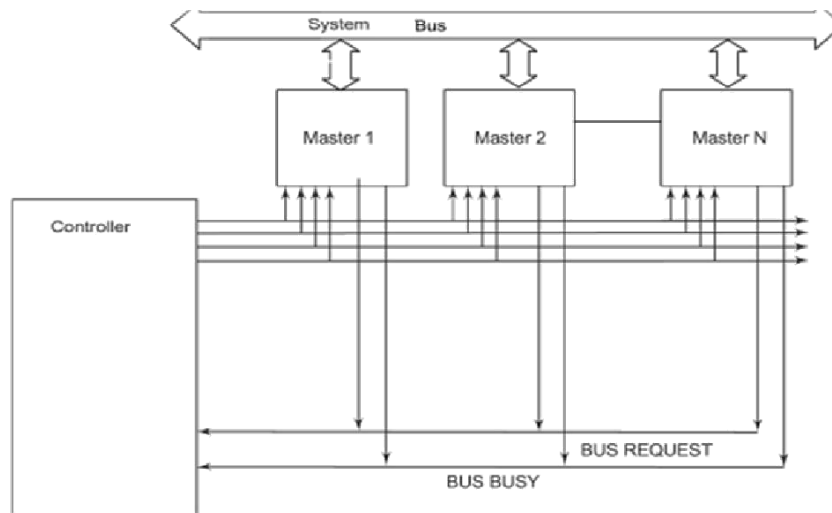 System Bus
Master 1
Master 2
Master N
Controller
BUS REQUEST
BUS BUSY